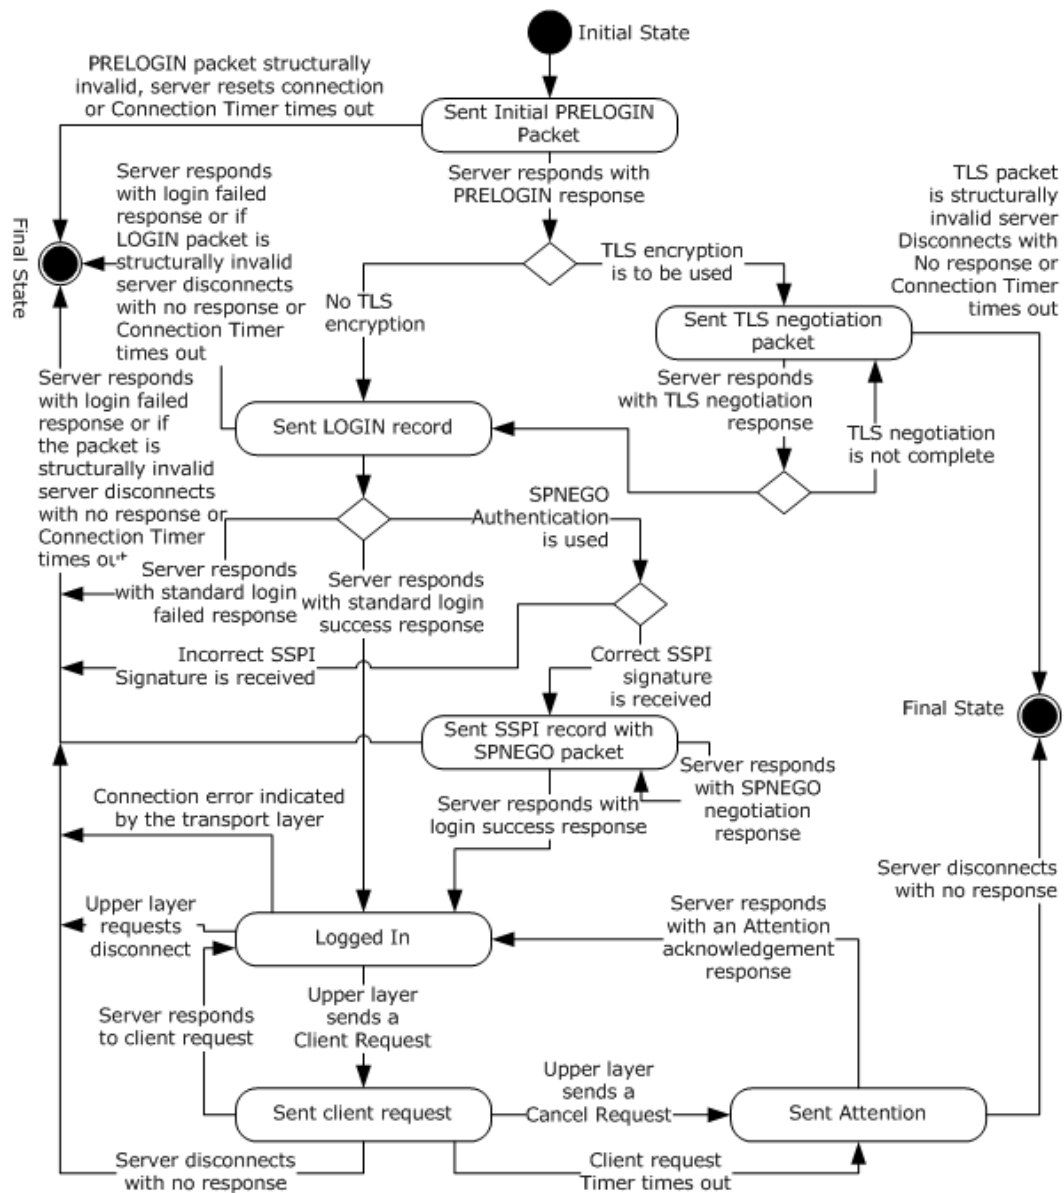 Initial State
PRELOGIN packet structurally
invalid, server resets connection
or Connection Timer times out
Sent Initial PRELOGIN
Packet
Server responds with
PRELOGIN response
TLS packet
is structurally
invalid server
Disconnects with
No response or
Connection Timer
times out
Server responds
with login failed
response or if
LOGIN packet is
structurally invalid
server disconnects
with no response or
Connection Timer
times out
Final State
TLS encryption
is to be used
No TLS
encryption
Sent TLS negotiation
packet
Server responds
with TLS negotiation
response
TLS negotiation
is not complete
Server responds
with login failed
response or if
the packet is
structurally invalid
server disconnects
with no response or
Connection Timer
times out
Sent LOGIN record
SPNEGO
Authentication
is used
Server responds
with standard login
failed response
Server responds
with standard login
success response
Incorrect SSPI
Signature is received
Correct SSPI
signature
is received
Final State
Sent SSPI record with
SPNEGO packet
Server responds
with SPNEGO
negotiation
response
Connection error indicated
by the transport layer
Server responds with
login success response
Server disconnects
with no response
Upper layer
requests
disconnect
Logged In
Server responds
with an Attention
acknowledgement
response
Server responds
to client request
Upper layer
sends a
Client Request
Upper layer
sends a
Cancel Request
Sent client request
Sent Attention
Server disconnects
with no response
Client request
Timer times out